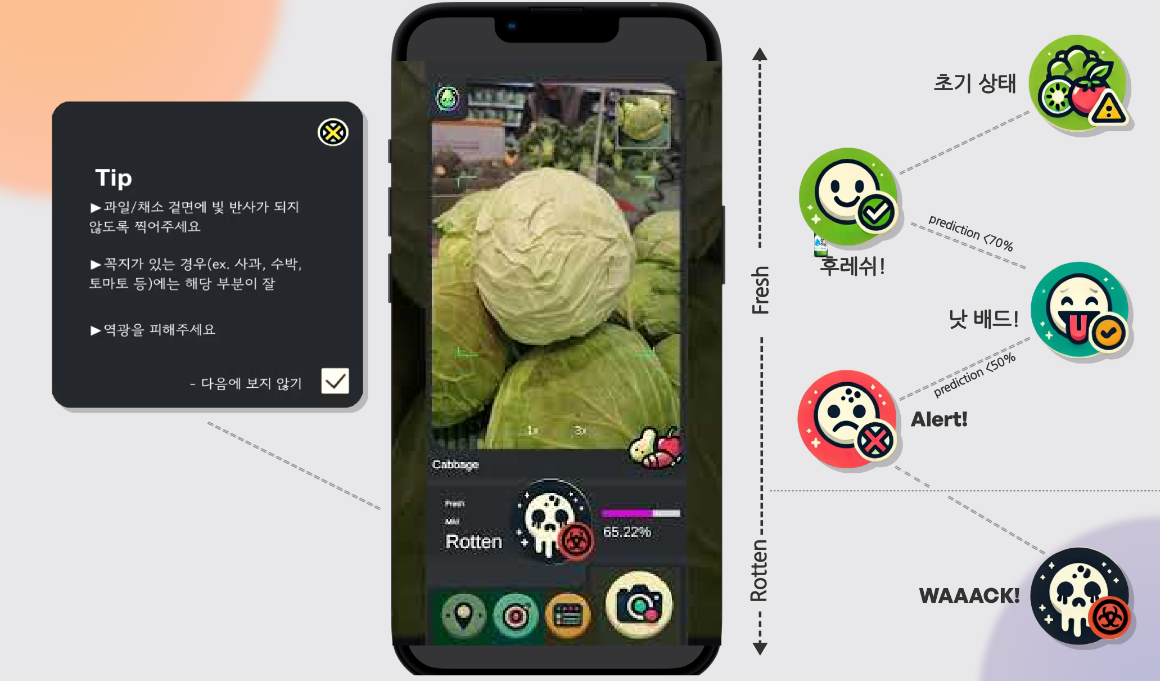 Tip
▶과일/채소 겉면에 빛 반사가 되지
않도록 찍어주세요
▶꼭지가 있는 경우(ex. 사과, 수박,
토마토 등)에는 해당 부분이 잘
▶역광을 피해주세요
- 다음에 보지 않기
1x
3x
Cabbage
Fresh
Mild
Rotten
65.22%
Fresh
Rotten
초기 상태
후레쉬!
prediction <70%
낫 배드!
prediction <50%
Alert!
WAAACK!